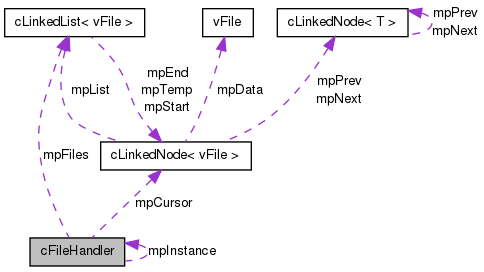 cLinkedList< vFile >
vFile
cLinkedNode< T >
mpPrev
mpNext
mpList
mpEnd
mpTemp
mpStart
mpData
mpPrev
mpNext
mpFiles
cLinkedNode< vFile >
mpCursor
cFileHandler
mpInstance